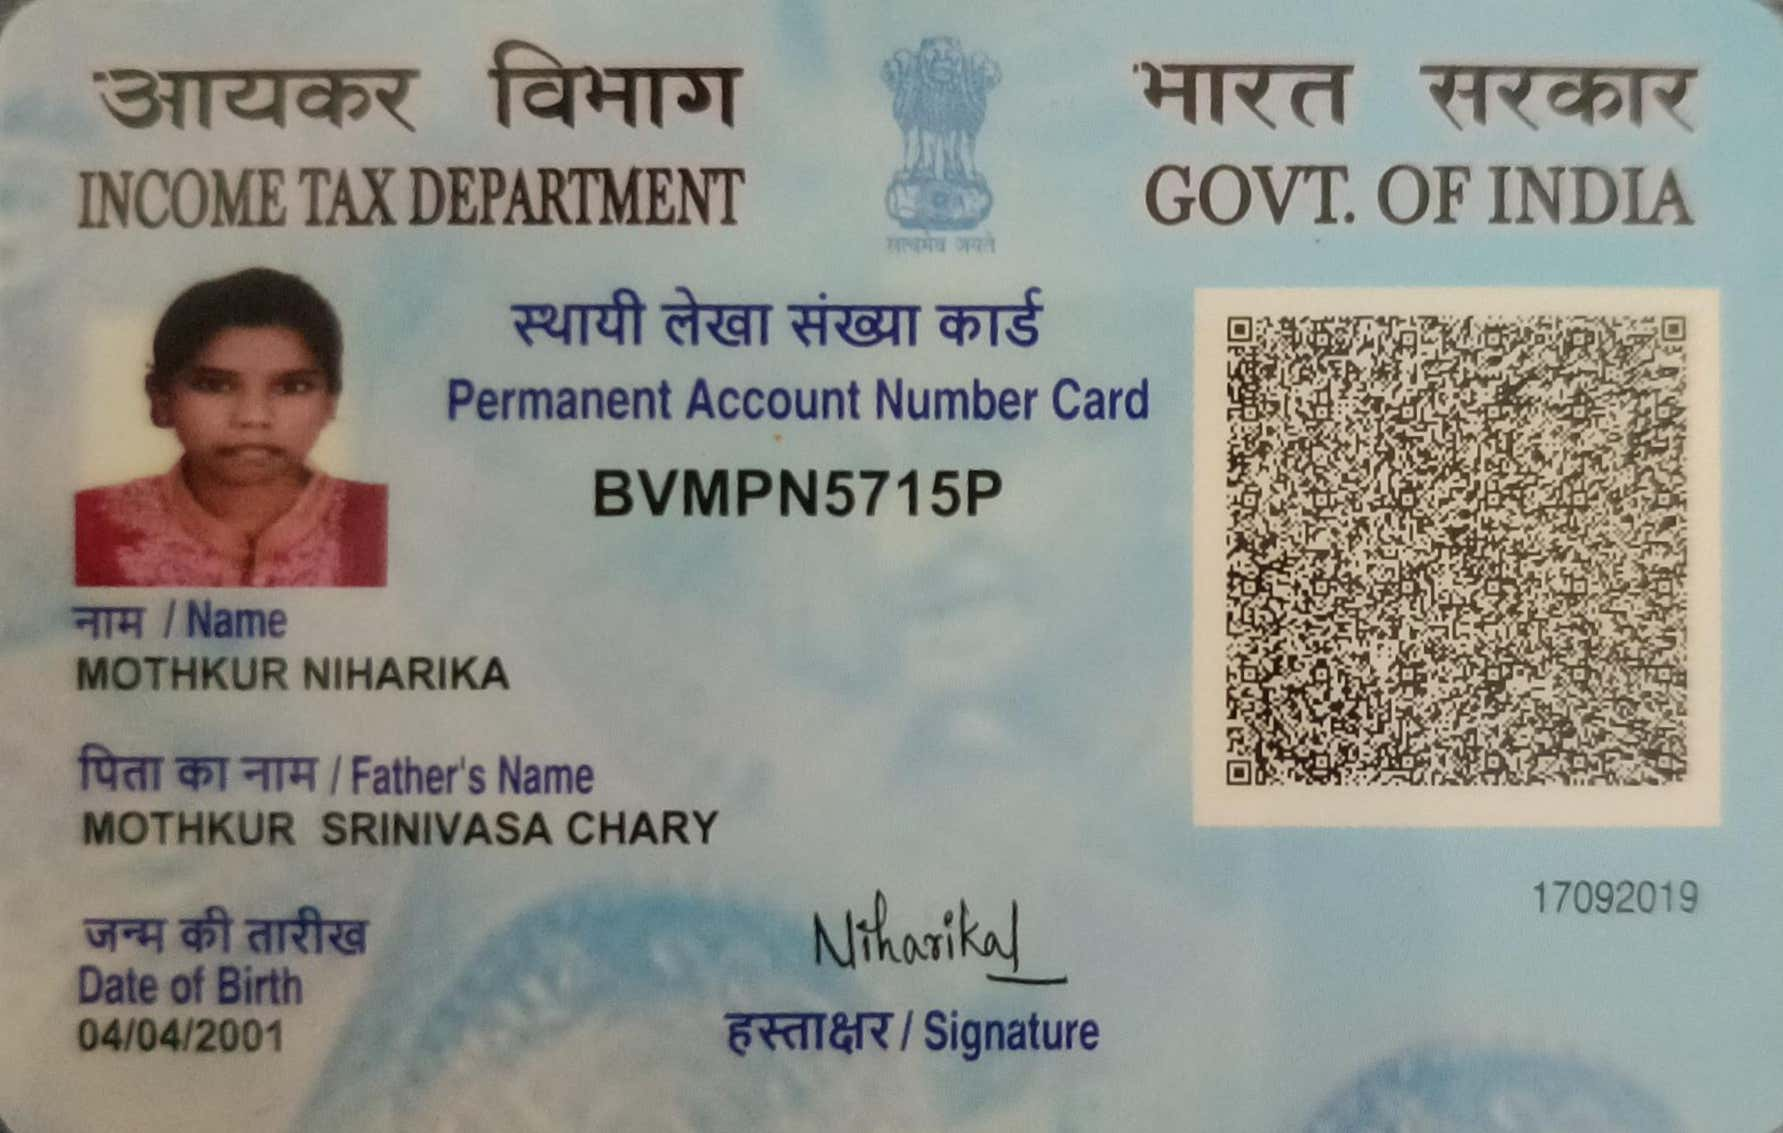 आयकर विभाग
INCOME TAX DEPARTMENT
सत्यमेव जयते
भारत सरकार
GOVT. OF INDIA
स्थायी लेखा संख्या कार्ड
Permanent Account Number Card
BVMPN5715P
नाम / Name
MOTHKUR NIHARIKA
पिता का नाम / Father's Name
MOTHKUR SRINIVASA CHARY
जन्म की तारीख
Date of Birth
04/04/2001
Niharika
हस्ताक्षर / Signature
17092019